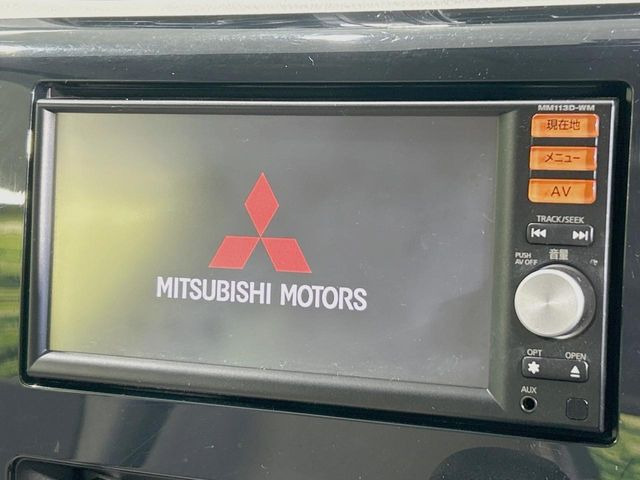 MM113D-WM
現在地
メニュー
AV
TRACK/SEEK
PUSH
AV OFF
音量
MITSUBISHI MOTORS
OPT
OPEN
AUX